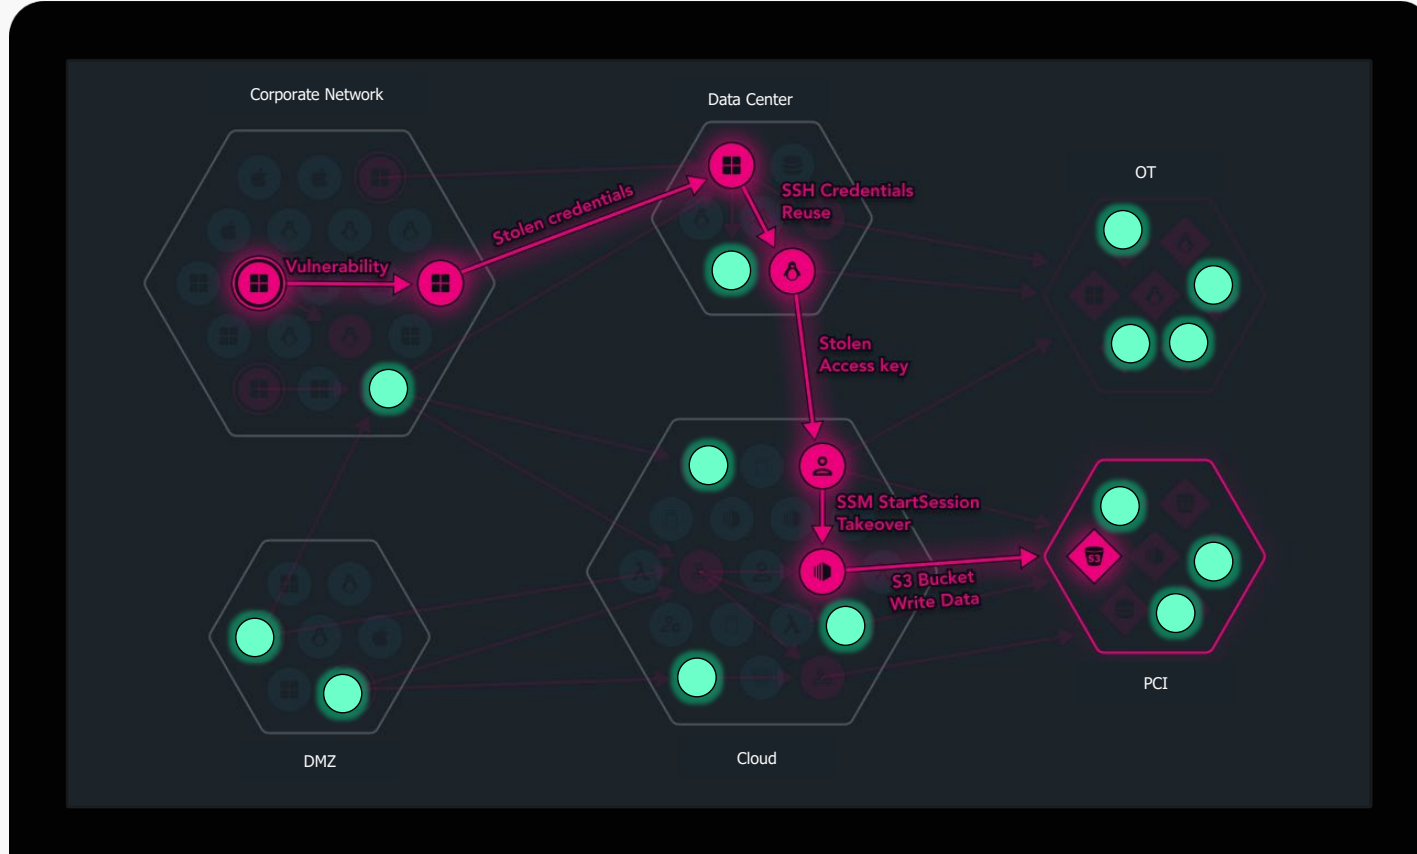 Corporate Network
Data Center
OT
Stolen credentials
SSH Credentials
Reuse
Vulnerability
Stolen
Access key
SSM StartSession
Takeover
S3
S3 Bucket
Write Data
PCI
DMZ
Cloud